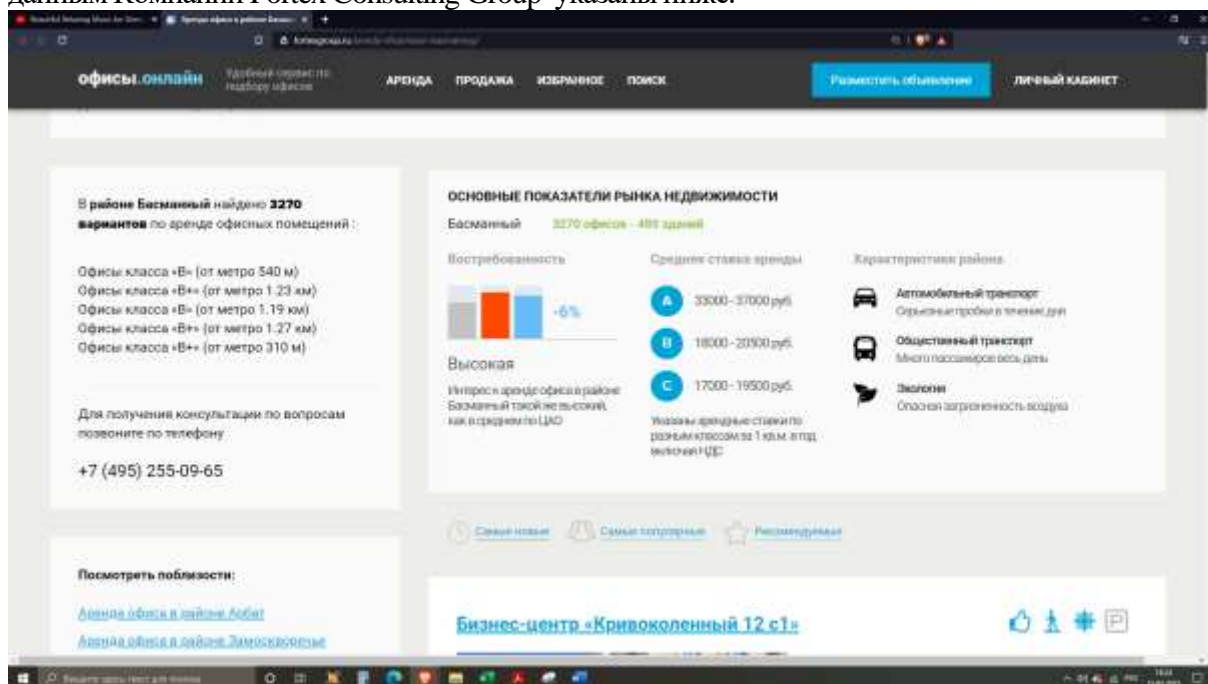 данным Компании Fortex Consulting Group указаны ниже.
офисы.онлайн
Удобный сервис по
подбору офисов
АРЕНДА ПРОДАЖА ИЗБРАННОЕ ПОИСК
Разместить объявление
ЛИЧНЫЙ КАБИНЕТ
В районе Басманный найдено 3270
вариантов по аренде офисных помещений :
Офисы класса «B» (от метро 540 м)
Офисы класса «B+» (от метро 1.23 км)
Офисы класса «B» (от метро 1.19 км)
Офисы класса «B+» (от метро 1.27 км)
Офисы класса «B+» (от метро 310 м)
Для получения консультации по вопросам
позвоните по телефону
+7 (495) 255-09-65
Посмотреть поблизости:
Аренда офиса в районе Арбат
Аренда офиса в районе Замоскворечье
ОСНОВНЫЕ ПОКАЗАТЕЛИ РЫНКА НЕДВИЖИМОСТИ
Басманный 3270 офисов - зданий
Востребованность
-6%
Высокая
Интерес к аренде офиса в районе
Басманный такой же высокий,
как в среднем по ЦАО
Средняя ставка аренды
A 33000 - 37000 руб.
B 18000 - 20500 руб.
C 17000 - 19500 руб.
Указаны арендные ставки по
разным классам за 1 кв.м. в год,
включая НДС
Характеристики района
Автомобильный транспорт
Серьезные пробки в течение дня
Общественный транспорт
Много пассажиров весь день
Экология
Опасная загрязненность воздуха
Самые новые Самые популярные Рекомендуемые
Бизнес-центр «Кривоколенный 12 с1»